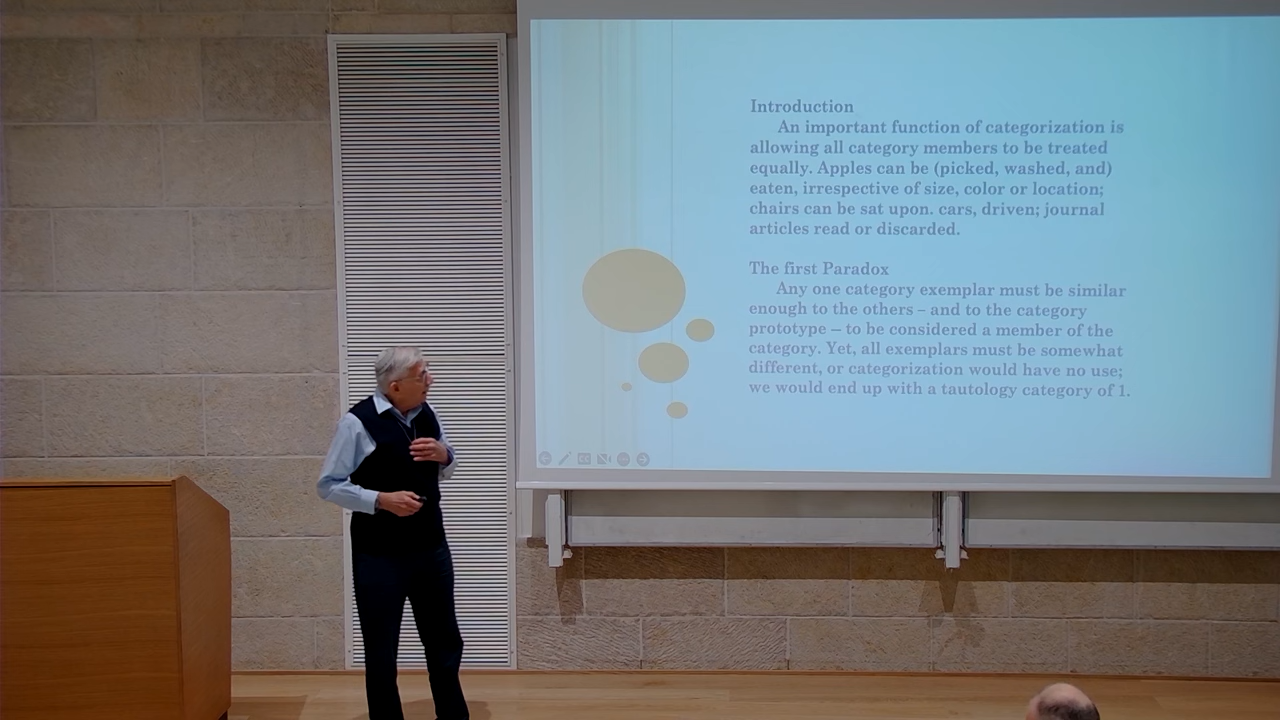 Introduction
An important function of categorization is
allowing all category members to be treated
equally. Apples can be (picked, washed, and)
eaten, irrespective of size, color or location;
chairs can be sat upon. cars, driven; journal
articles read or discarded.
The first Paradox
Any one category exemplar must be similar
enough to the others – and to the category
prototype – to be considered a member of the
category. Yet, all exemplars must be somewhat
different, or categorization would have no use;
we would end up with a tautology category of 1.